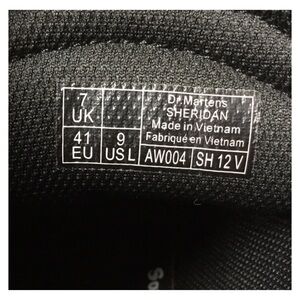 7
UK
41
EU
9
US L
Dr. Martens
SHERIDAN
Made in Vietnam
Fabriqué en Vietnam
AW004
SH 12 V